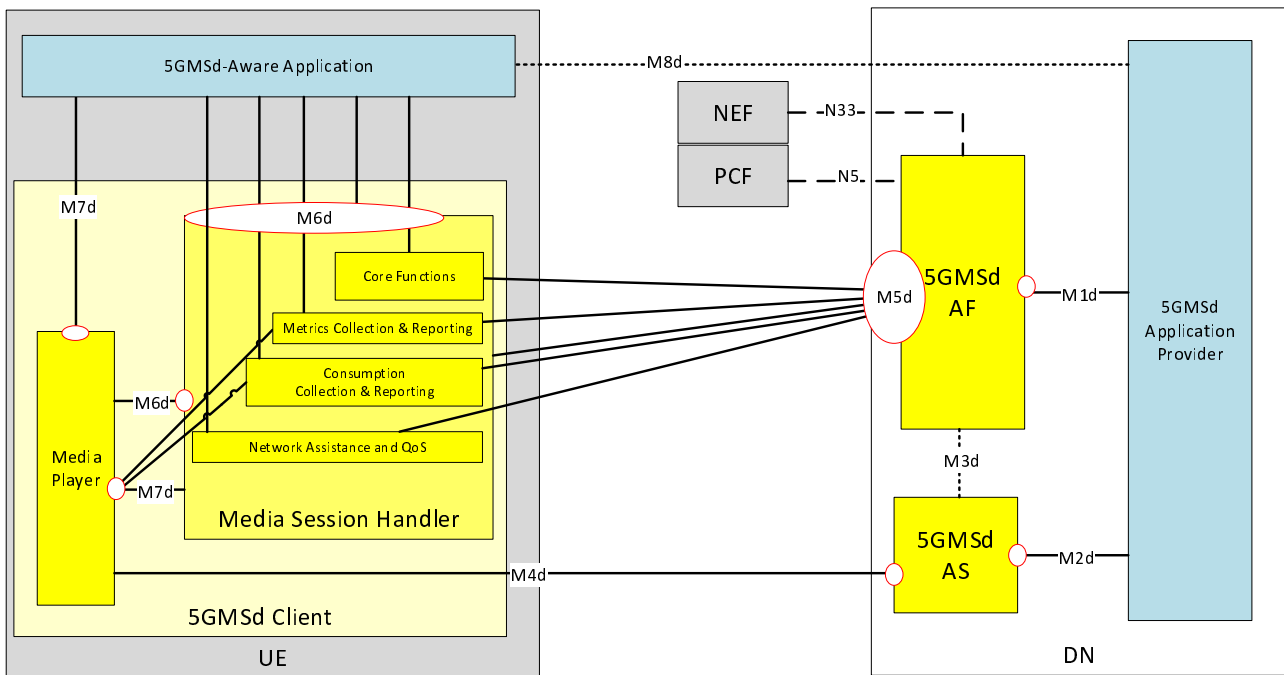 5GMSd-Aware Application
M8d
NEF
N33
PCF
N5
M7d
M6d
Core Functions
M5d
5GMSd
AF
M1d
5GMSd
Application
Provider
Metrics Collection & Reporting
Consumption
Collection & Reporting
M6d
Network Assistance and QoS
Media
Player
M7d
Media Session Handler
M3d
5GMSd
AS
M2d
M4d
5GMSd Client
UE
DN